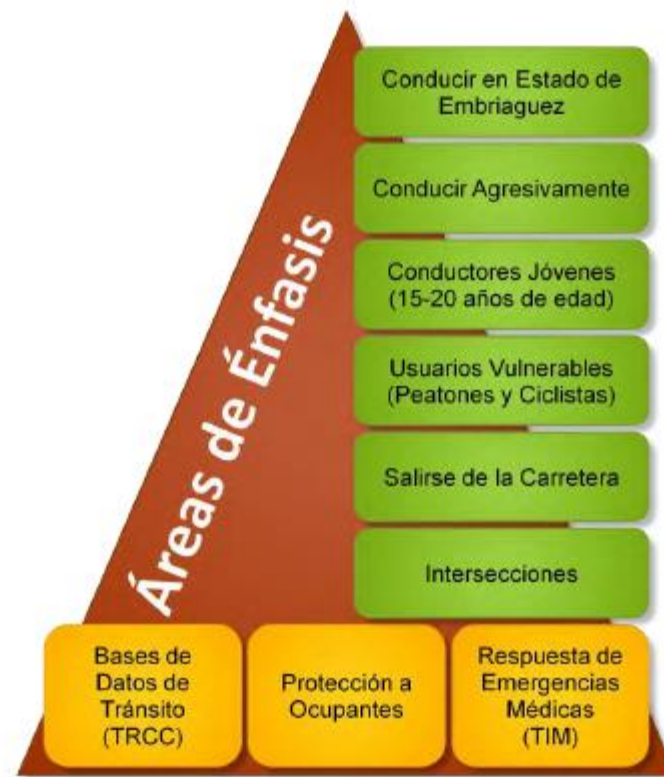 Áreas de Énfasis
Conducir en Estado de
Embriaguez
Conducir Agresivamente
Conductores Jóvenes
(15-20 años de edad)
Usuarios Vulnerables
(Peatones y Ciclistas)
Salirse de la Carretera
Intersecciones
Bases de
Datos de
Tránsito
(TRCC)
Protección a
Ocupantes
Respuesta de
Emergencias
Médicas
(TIM)